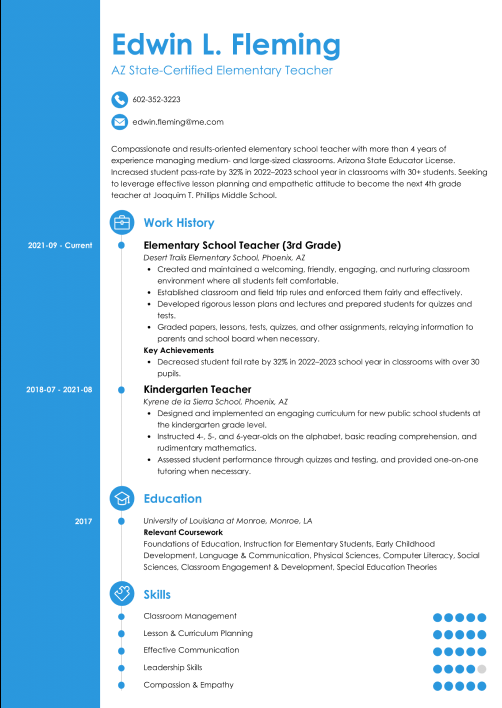 Edwin L. Fleming
AZ State-Certified Elementary Teacher
602-352-3223
edwin.fleming@me.com
Compassionate and results-oriented elementary school teacher with more than 4 years of
experience managing medium- and large-sized classrooms. Arizona State Educator License.
Increased student pass-rate by 32% in 2022–2023 school year in classrooms with 30+ students. Seeking
to leverage effective lesson planning and empathetic attitude to become the next 4th grade
teacher at Joaquim T. Phillips Middle School.
Work History
2021-09 - Current
Elementary School Teacher (3rd Grade)
Desert Trails Elementary School, Phoenix, AZ
• Created and maintained a welcoming, friendly, engaging, and nurturing classroom
environment where all students felt comfortable.
• Established classroom and field trip rules and enforced them fairly and effectively.
• Developed rigorous lesson plans and lectures and prepared students for quizzes and
tests.
• Graded papers, lessons, tests, quizzes, and other assignments, relaying information to
parents and school board when necessary.
Key Achievements
• Decreased student fail rate by 32% in 2022–2023 school year in classrooms with over 30
pupils.
2018-07 - 2021-08
Kindergarten Teacher
Kyrene de la Sierra School, Phoenix, AZ
• Designed and implemented an engaging curriculum for new public school students at
the kindergarten grade level.
• Instructed 4-, 5-, and 6-year-olds on the alphabet, basic reading comprehension, and
rudimentary mathematics.
• Assessed student performance through quizzes and testing, and provided one-on-one
tutoring when necessary.
Education
2017
University of Louisiana at Monroe, Monroe, LA
Relevant Coursework
Foundations of Education, Instruction for Elementary Students, Early Childhood
Development, Language & Communication, Physical Sciences, Computer Literacy, Social
Sciences, Classroom Engagement & Development, Special Education Theories
Skills
Classroom Management
Lesson & Curriculum Planning
Effective Communication
Leadership Skills
Compassion & Empathy